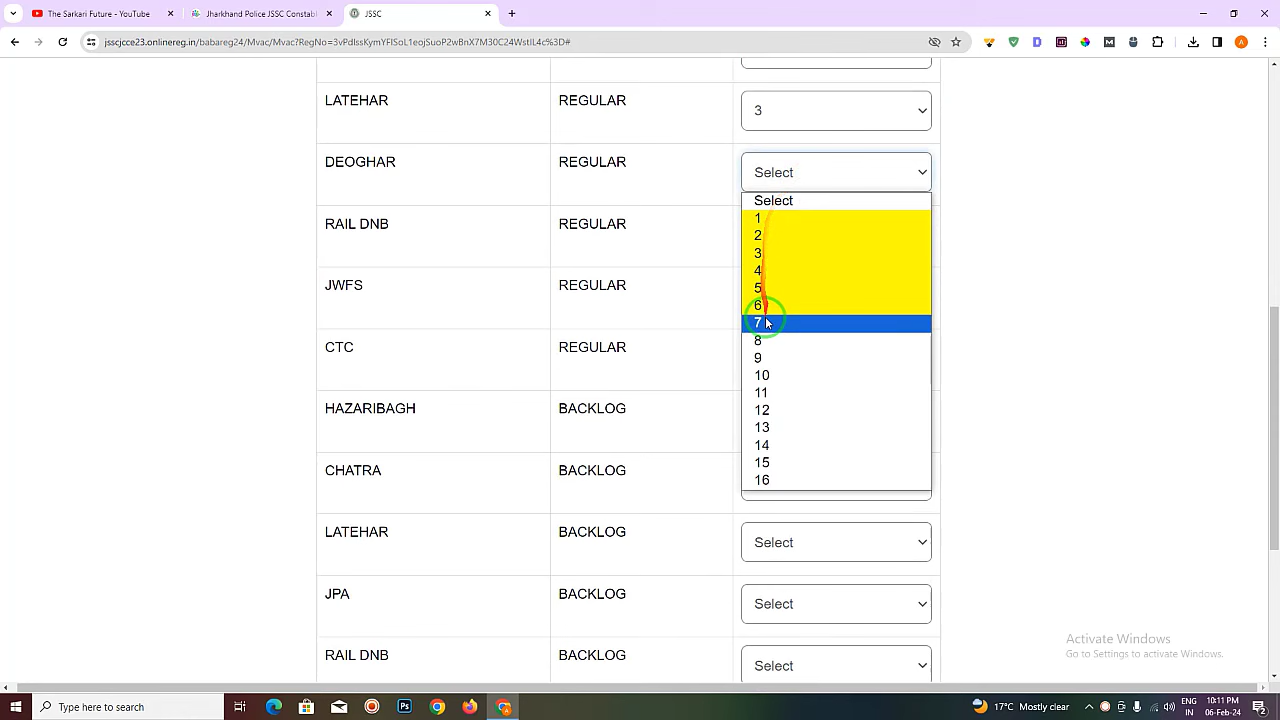 The Sarkari Future - YouTube
Jharkhand Police JSSC Constabl
JSSC
jsscjcce23.onlinereg.in/babareg24/Mvac/Mvac?RegNo=3vPdIssKymYFlSoL1eojSuoP2wBnX7M30C24WstIL4c%3D#
LATEHAR REGULAR 3
DEOGHAR REGULAR Select
Select
1
RAIL DNB REGULAR
2
3
4
JWFS REGULAR
5
6
7
8
CTC REGULAR
9
10
11
HAZARIBAGH BACKLOG
12
13
14
15
CHATRA BACKLOG
16
LATEHAR BACKLOG Select
JPA BACKLOG Select
RAIL DNB BACKLOG Select
Activate Windows
Go to Settings to activate Windows.
Type here to search
17°C Mostly clear
ENG
IN
10:11 PM
06-Feb-24